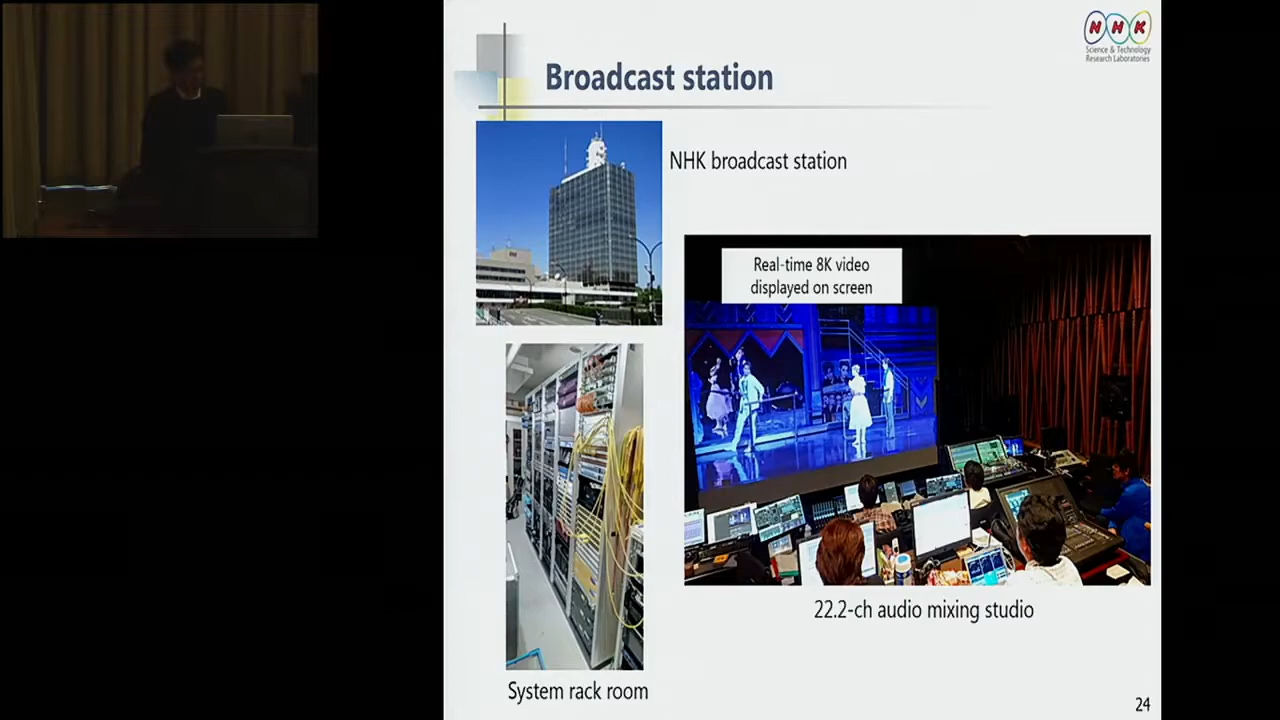 NHK
Science & Technology
Research Laboratories
Broadcast station
NHK broadcast station
Real-time 8K video
displayed on screen
22.2-ch audio mixing studio
System rack room
24